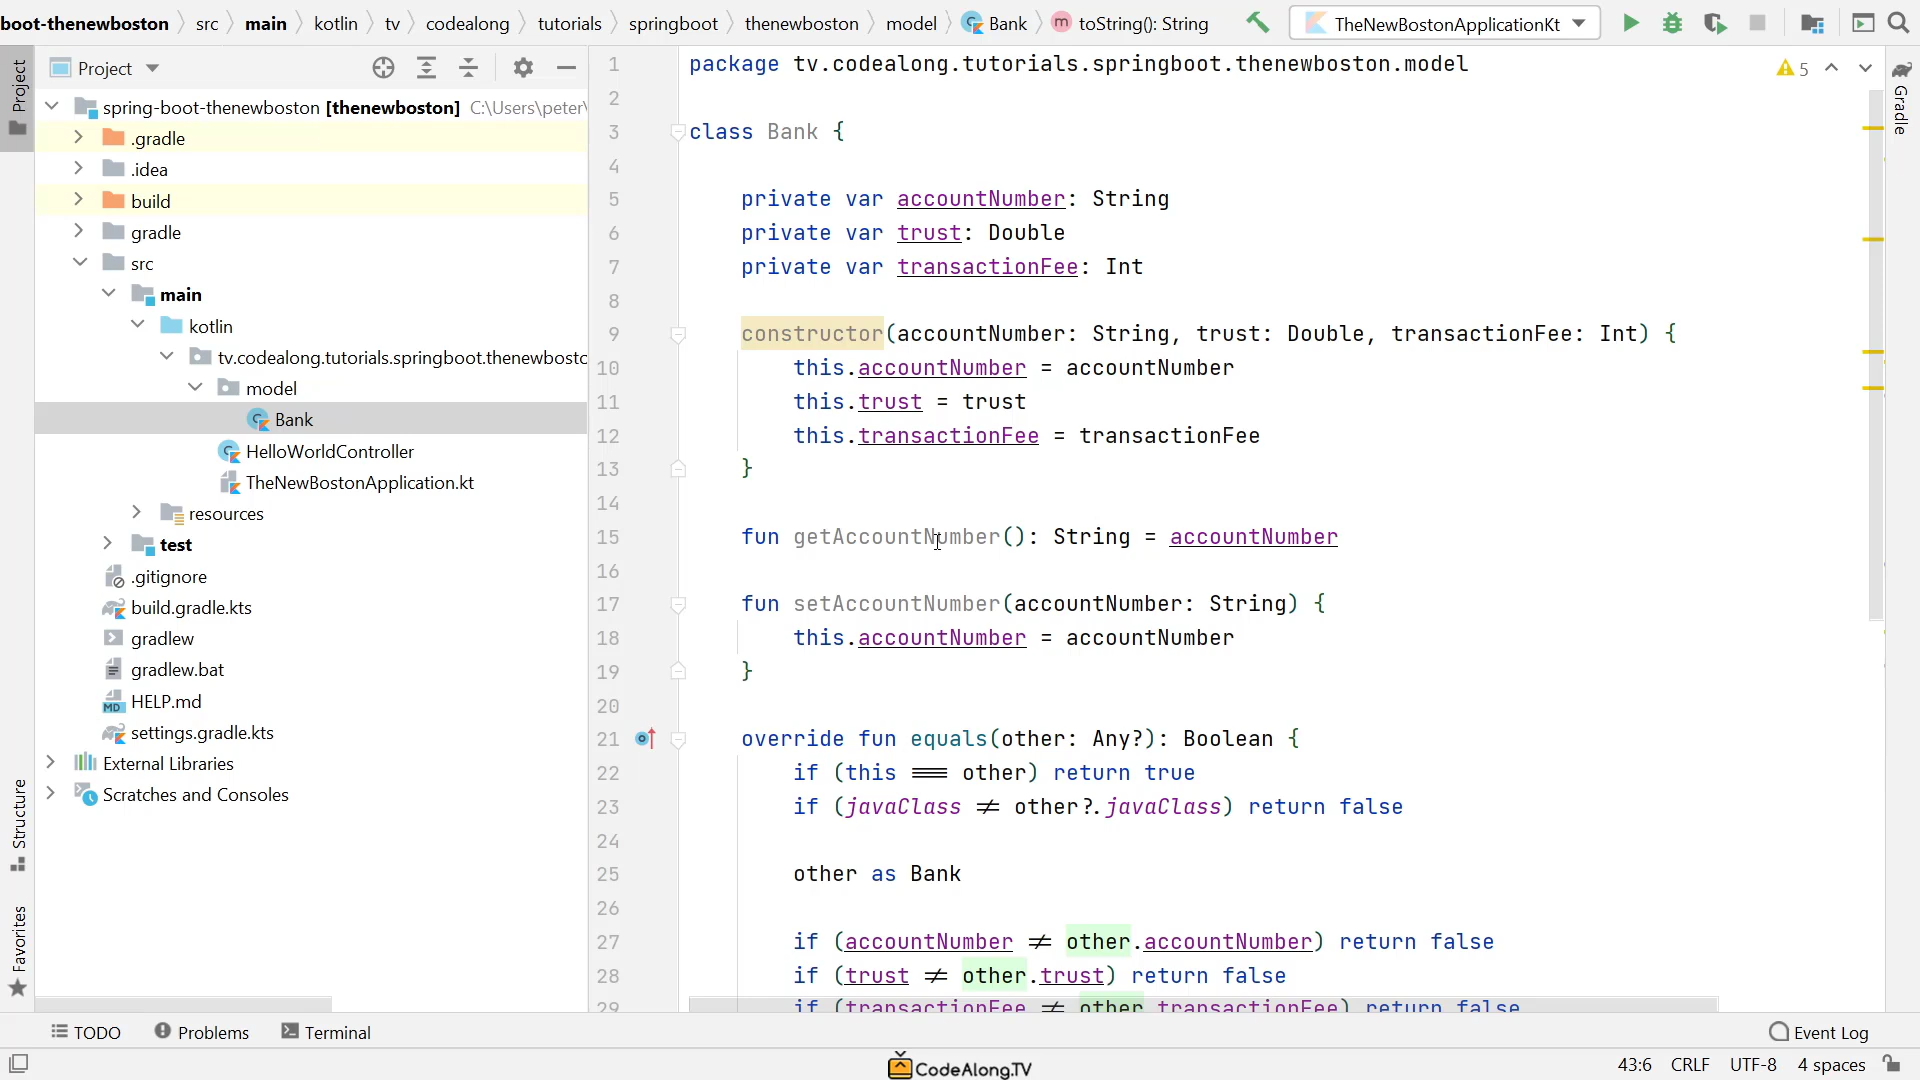 boot-thenewboston src main kotlin tv codealong tutorials springboot thenewboston model Bank toString(): String TheNewBostonApplicationKt
Project
Project
5
Gradle
spring-boot-thenewboston [thenewboston] C:\Users\peter\
.gradle
.idea
build
gradle
src
main
kotlin
tv.codealong.tutorials.springboot.thenewbosto
model
Bank
HelloWorldController
TheNewBostonApplication.kt
resources
test
.gitignore
build.gradle.kts
gradlew
gradlew.bat
HELP.md
settings.gradle.kts
External Libraries
Scratches and Consoles
Structure
Favorites
1 package tv.codealong.tutorials.springboot.thenewboston.model
2
3 class Bank {
4
5 private var accountNumber: String
6 private var trust: Double
7 private var transactionFee: Int
8
9 constructor(accountNumber: String, trust: Double, transactionFee: Int) {
10 this.accountNumber = accountNumber
11 this.trust = trust
12 this.transactionFee = transactionFee
13 }
14
15 fun getAccountNumber(): String = accountNumber
16
17 fun setAccountNumber(accountNumber: String) {
18 this.accountNumber = accountNumber
19 }
20
21 override fun equals(other: Any?): Boolean {
22 if (this === other) return true
23 if (javaClass != other?.javaClass) return false
24
25 other as Bank
26
27 if (accountNumber != other.accountNumber) return false
28 if (trust != other.trust) return false
29 if (transactionFee != other.transactionFee) return false
TODO Problems Terminal Event Log
CodeAlong.TV
43:6 CRLF UTF-8 4 spaces